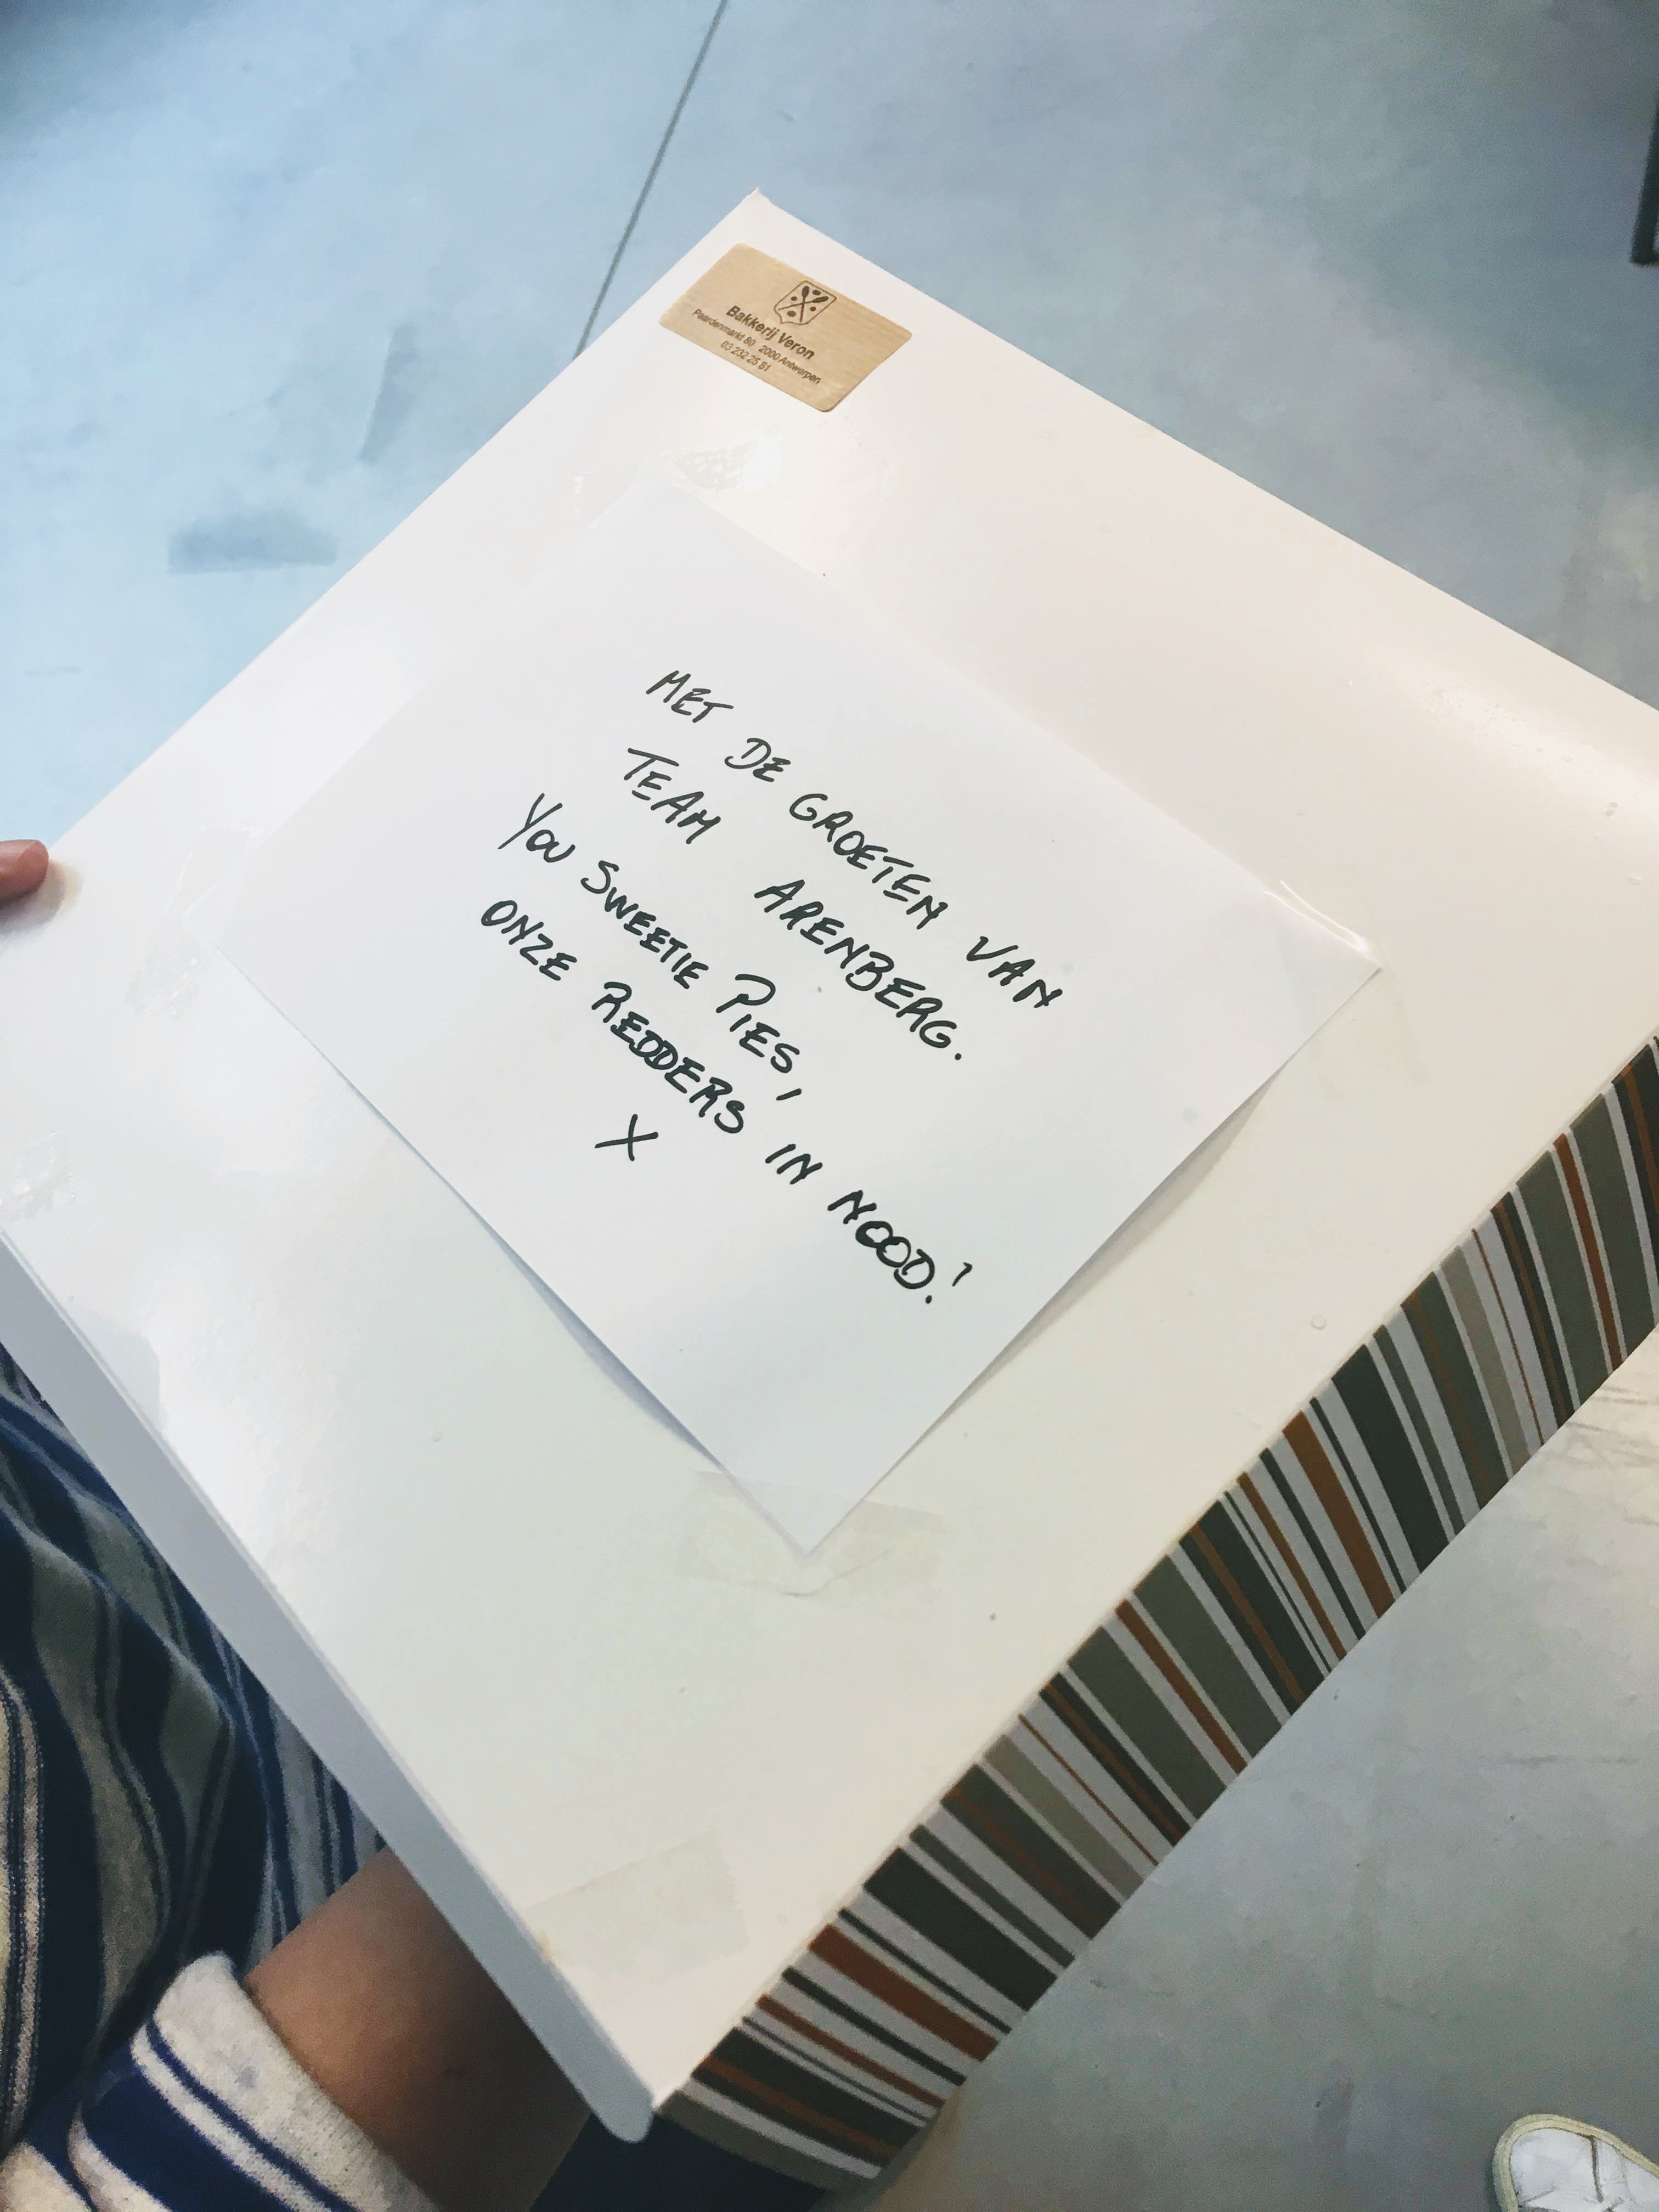 Bakkerij Veron
Paardenmarkt 60 2000 Antwerpen
03 232 25 81
MET DE GROETEN VAN
TEAM ARENBERG.
YOU SWEETIE PIES,
ONZE REDDERS IN NOOD!
X